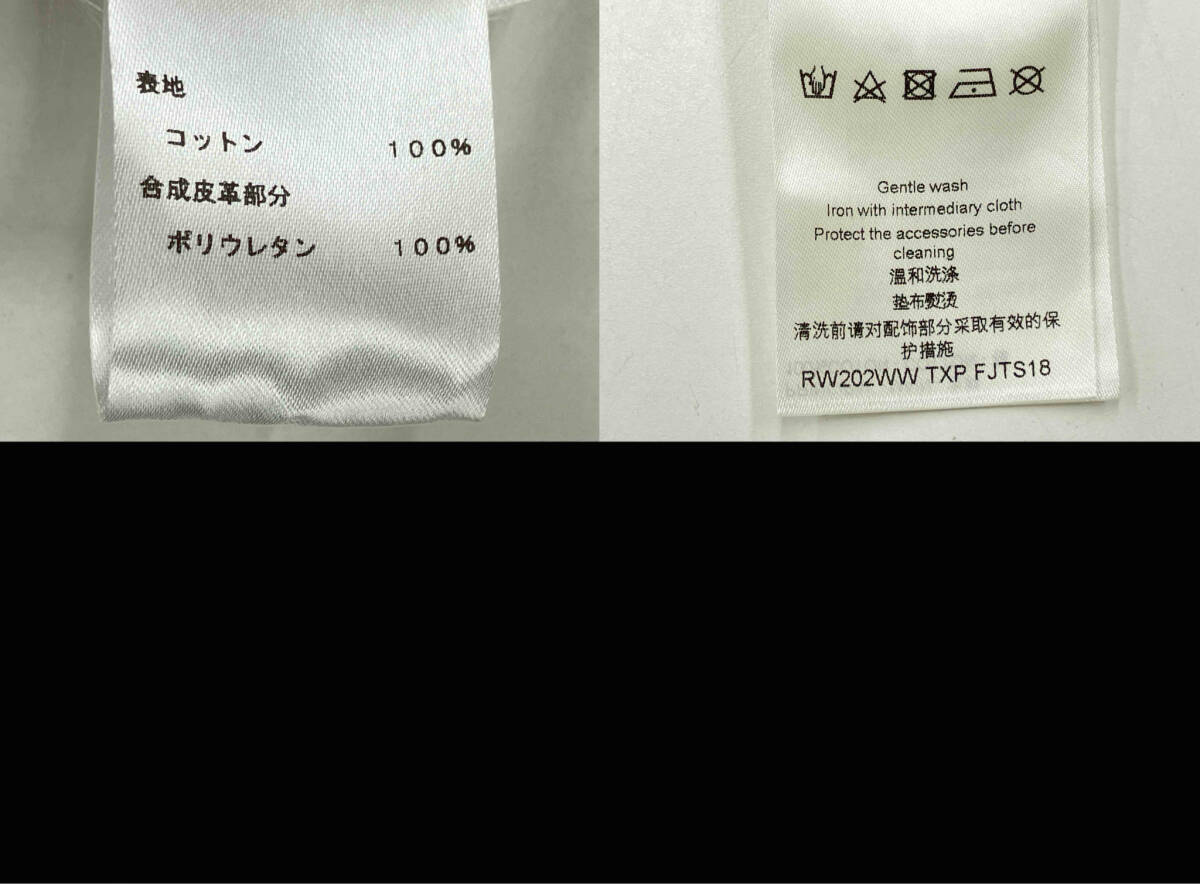 表地
コットン 100%
合成皮革部分
ポリウレタン 100%
Gentle wash
Iron with intermediary cloth
Protect the accessories before
cleaning
温和洗涤
垫布熨烫
清洗前请对配饰部分采取有效的保
护措施
RW202WW TXP FJTS18